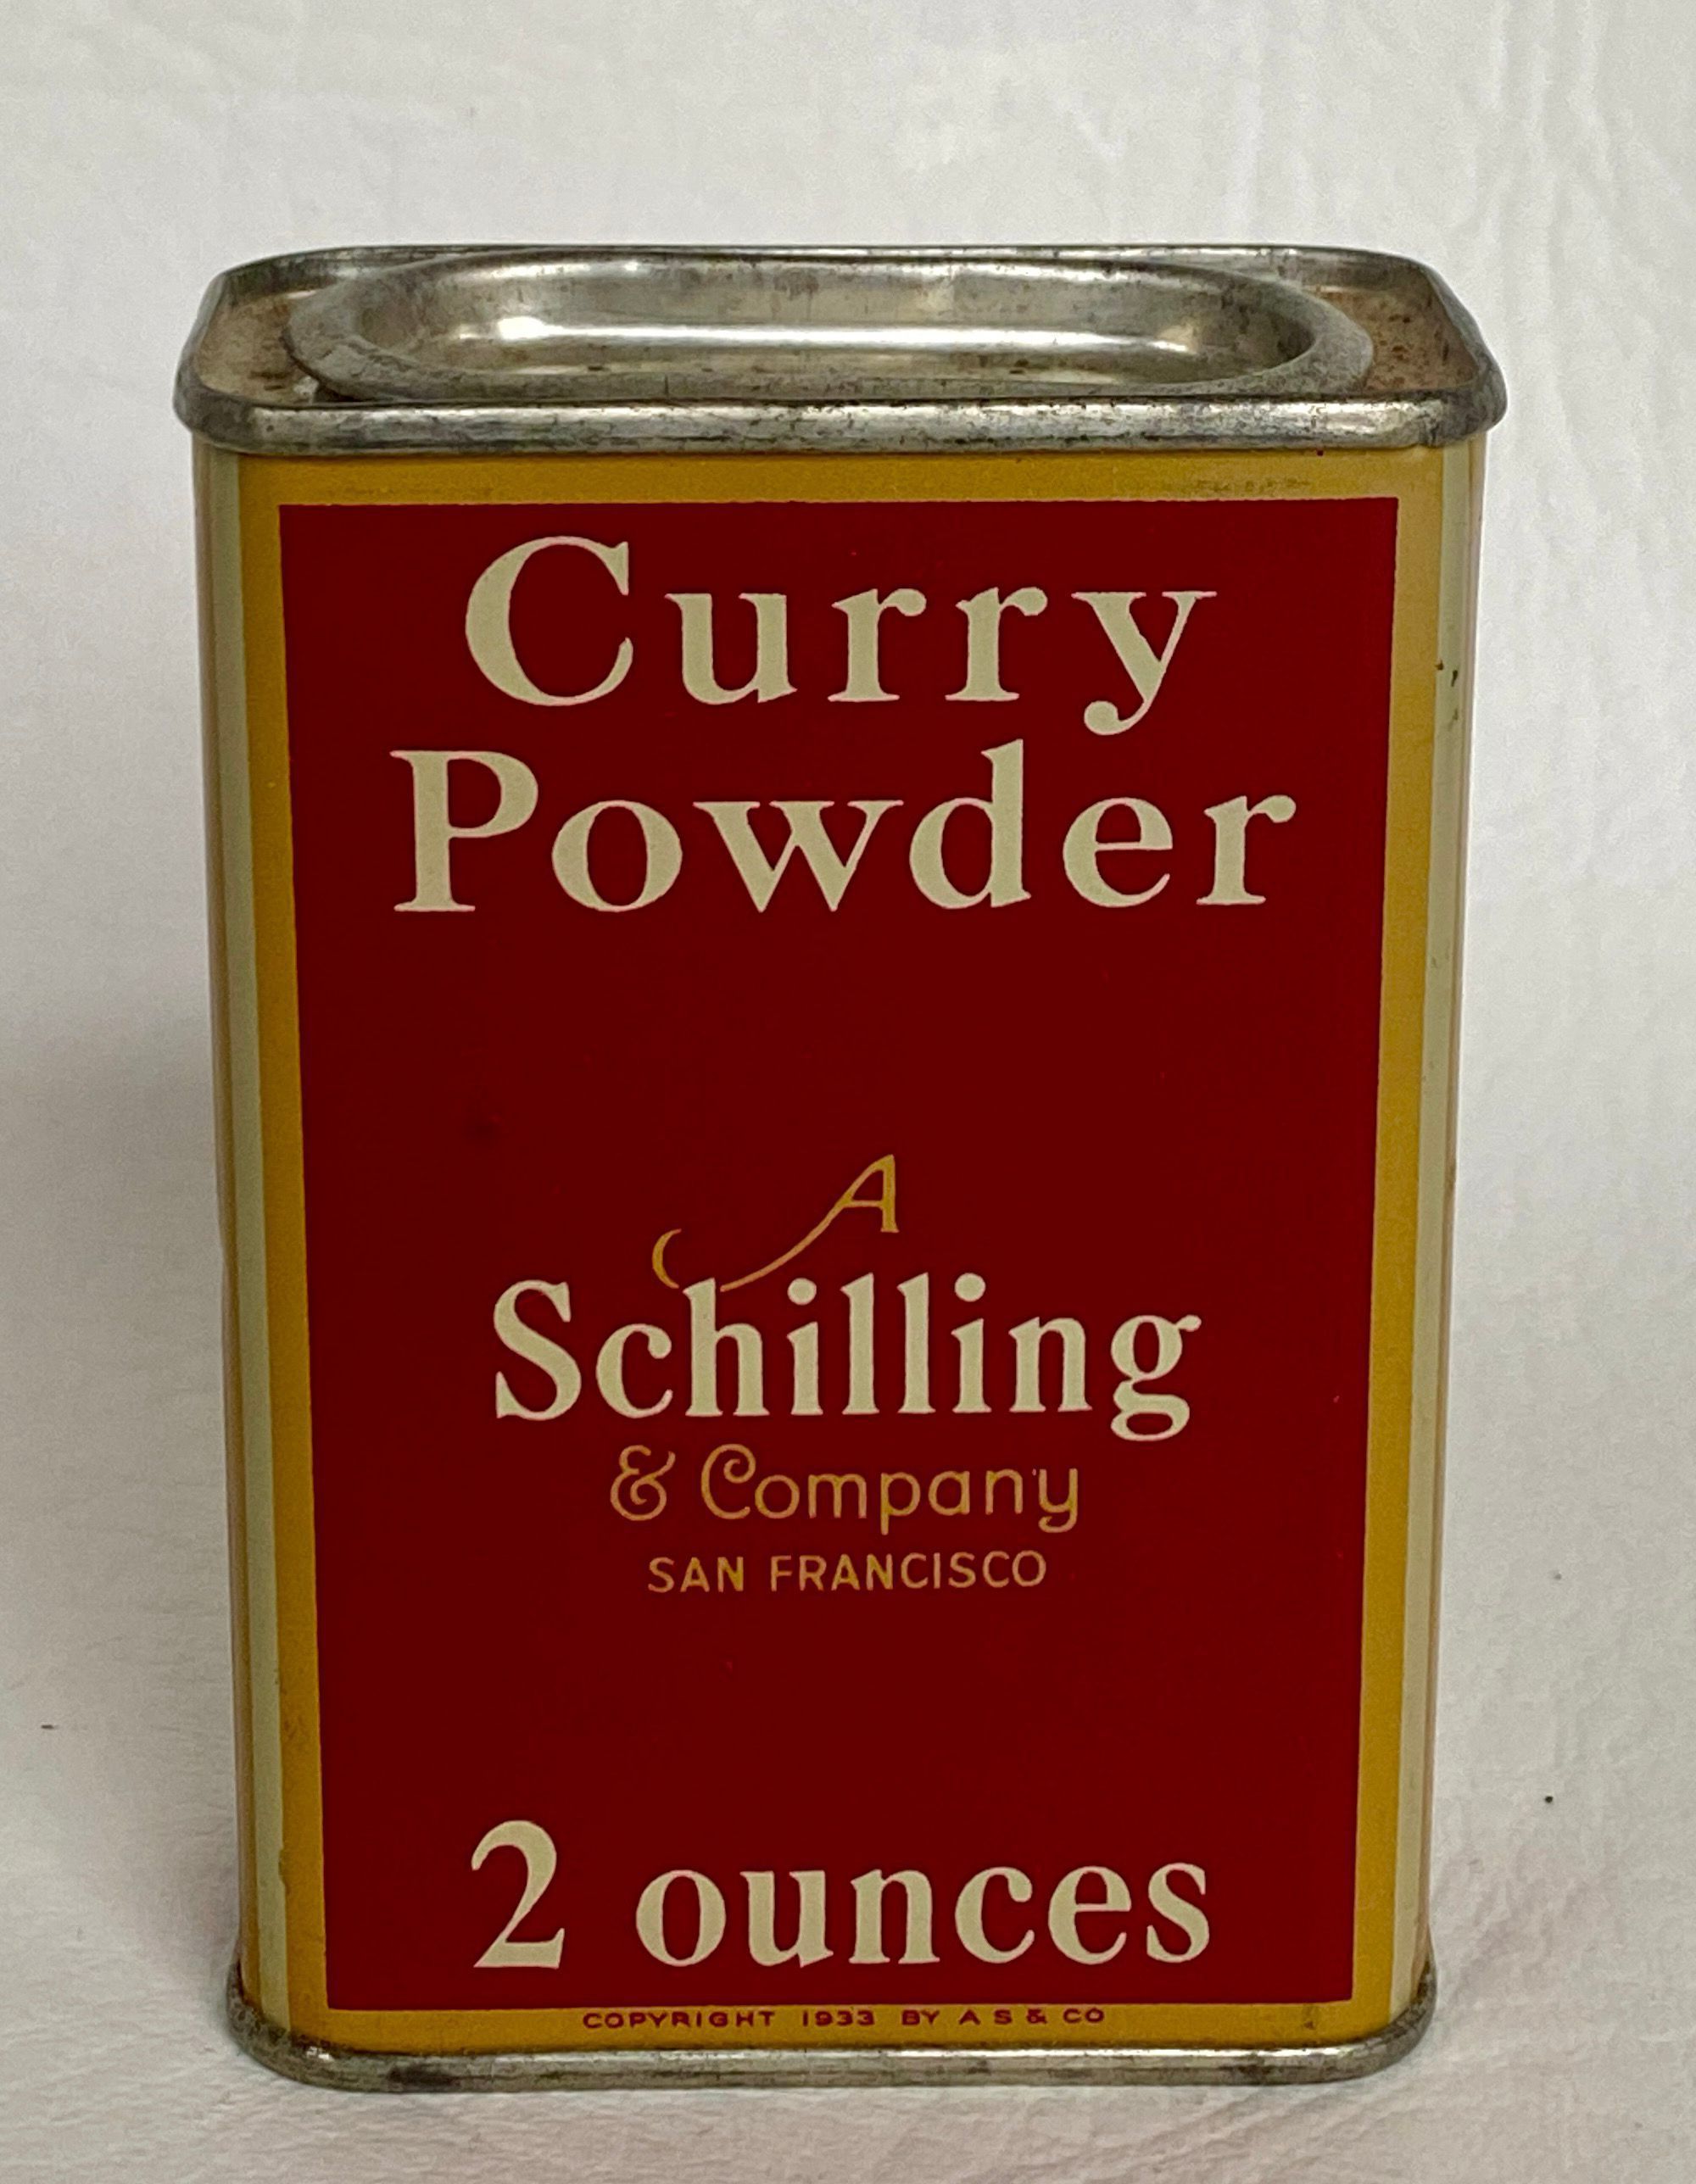 Curry
Powder
A
Schilling
& Company
SAN FRANCISCO
2 ounces
COPYRIGHT 1933 BY A S & CO